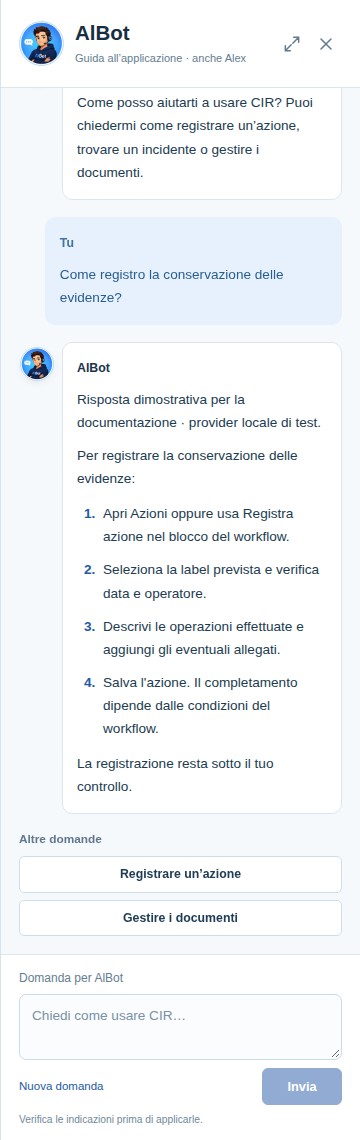 AIBot
Guida all'applicazione · anche Alex
Come posso aiutarti a usare CIR? Puoi
chiedermi come registrare un'azione,
trovare un incidente o gestire i
documenti.
Tu
Come registro la conservazione delle
evidenze?
AIBot
Risposta dimostrativa per la
documentazione · provider locale di test.
Per registrare la conservazione delle
evidenze:
1. Apri Azioni oppure usa Registra
azione nel blocco del workflow.
2. Seleziona la label prevista e verifica
data e operatore.
3. Descrivi le operazioni effettuate e
aggiungi gli eventuali allegati.
4. Salva l'azione. Il completamento
dipende dalle condizioni del
workflow.
La registrazione resta sotto il tuo
controllo.
Altre domande
Registrare un'azione
Gestire i documenti
Domanda per AIBot
Chiedi come usare CIR…
Nuova domanda
Invia
Verifica le indicazioni prima di applicarle.